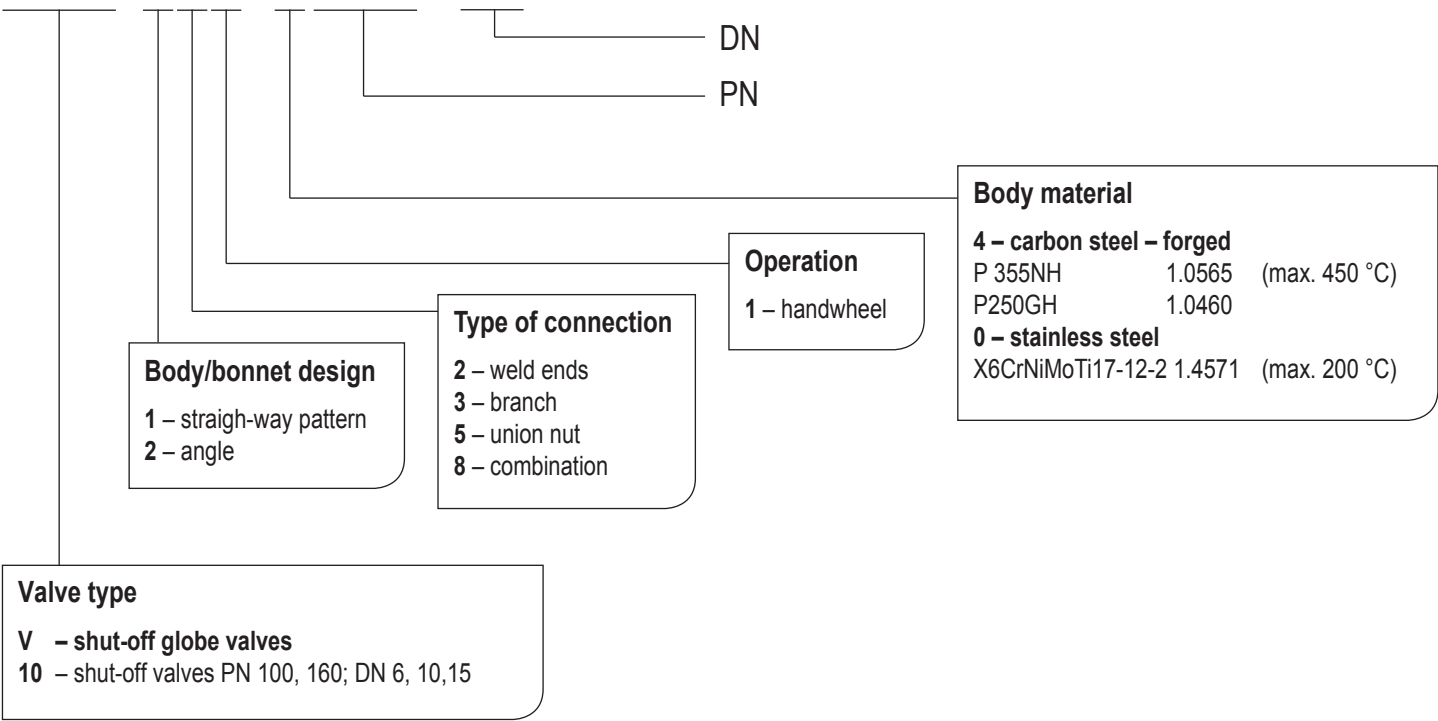 DN
PN
Body material
4 – carbon steel – forged
P 355NH 1.0565 (max. 450 °C)
P250GH 1.0460
0 – stainless steel
X6CrNiMoTi17-12-2 1.4571 (max. 200 °C)
Operation
1 – handwheel
Type of connection
2 – weld ends
3 – branch
5 – union nut
8 – combination
Body/bonnet design
1 – straigh-way pattern
2 – angle
Valve type
V – shut-off globe valves
10 – shut-off valves PN 100, 160; DN 6, 10,15